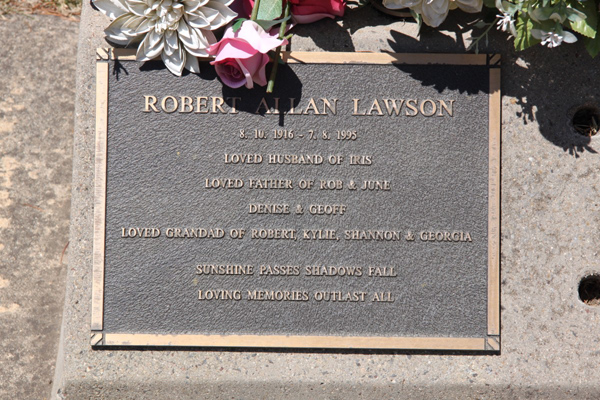 ROBERT ALLAN LAWSON
8. 10. 1916 - 7. 8. 1995
LOVED HUSBAND OF IRIS
LOVED FATHER OF ROB & JUNE
DENISE & GEOFF
LOVED GRANDAD OF ROBERT, KYLIE, SHANNON & GEORGIA
SUNSHINE PASSES SHADOWS FALL
LOVING MEMORIES OUTLAST ALL